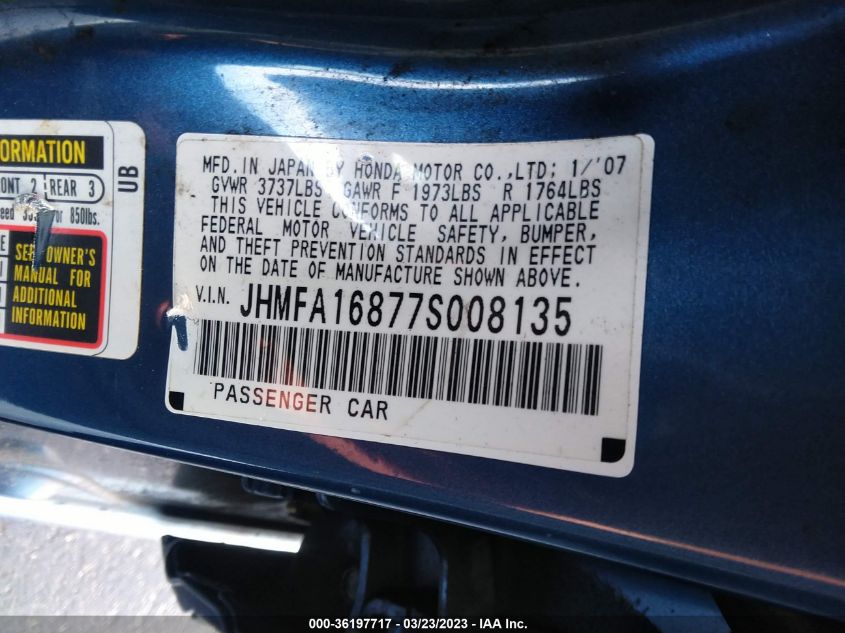 ORMATION
ONT 2 REAR 3
or 850lbs.
UB
OWNER'S
MANUAL FOR
ADDITIONAL
INFORMATION
MFD. IN JAPAN BY HONDA MOTOR CO.,LTD; 1/'07
GVWR 3737LBS GAWR F 1973LBS R 1764LBS
THIS VEHICLE CONFORMS TO ALL APPLICABLE
FEDERAL MOTOR VEHICLE SAFETY, BUMPER,
AND THEFT PREVENTION STANDARDS IN EFFECT
ON THE DATE OF MANUFACTURE SHOWN ABOVE.
V.I.N. JHMFA16877S008135
PASSENGER CAR
000-36197717 - 03/23/2023 - IAA Inc.